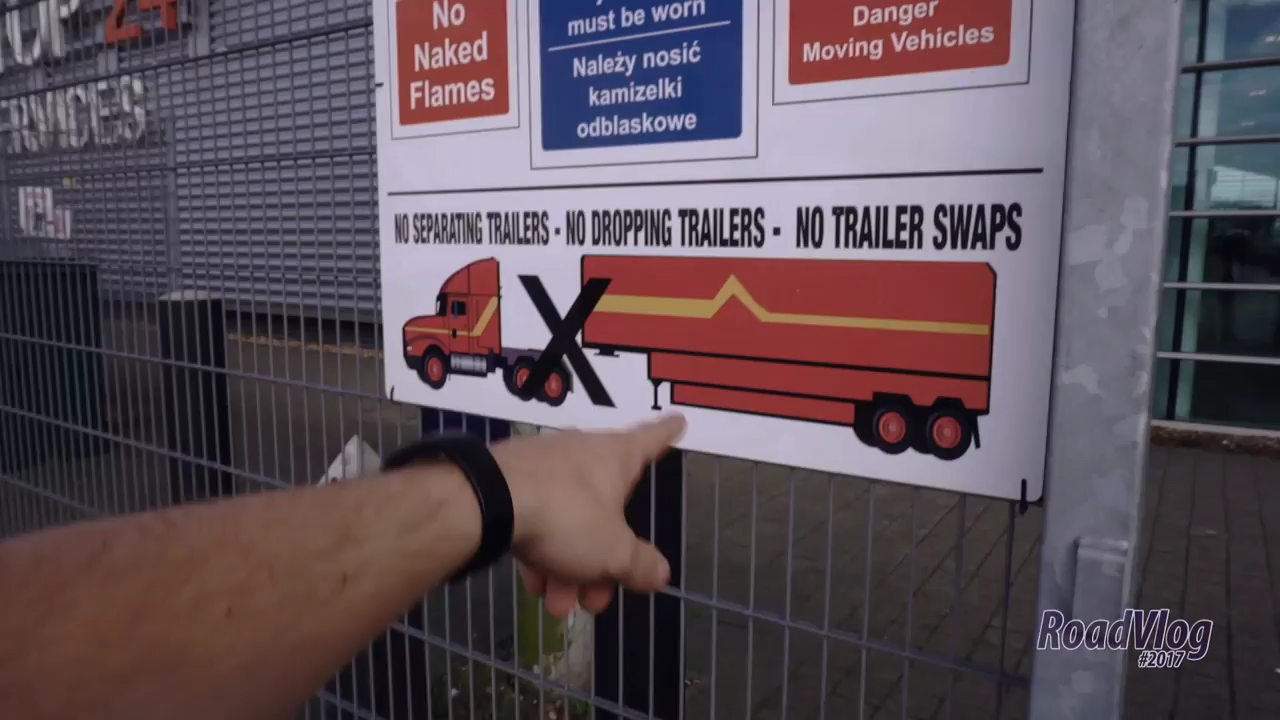 24
No
Naked
Flames
must be worn
Należy nosić
kamizelki
odblaskowe
Danger
Moving Vehicles
NO SEPARATING TRAILERS - NO DROPPING TRAILERS - NO TRAILER SWAPS
X
RoadVlog
#2017